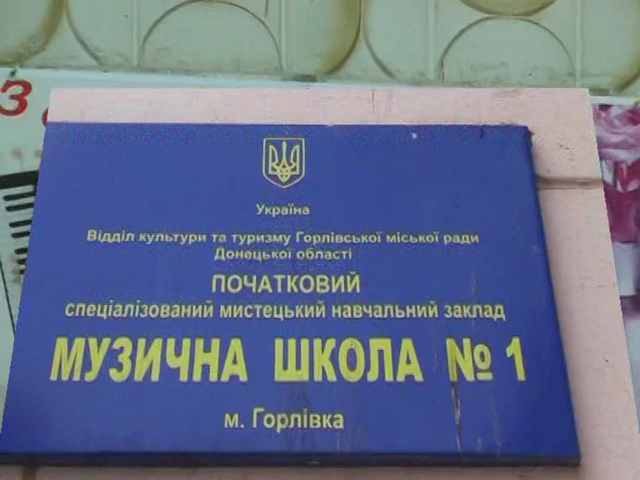 З
Україна
Відділ культури та туризму Горлівської міської ради
Донецької області
ПОЧАТКОВИЙ
спеціалізований мистецький навчальний заклад
МУЗИЧНА ШКОЛА № 1
м. Горлівка